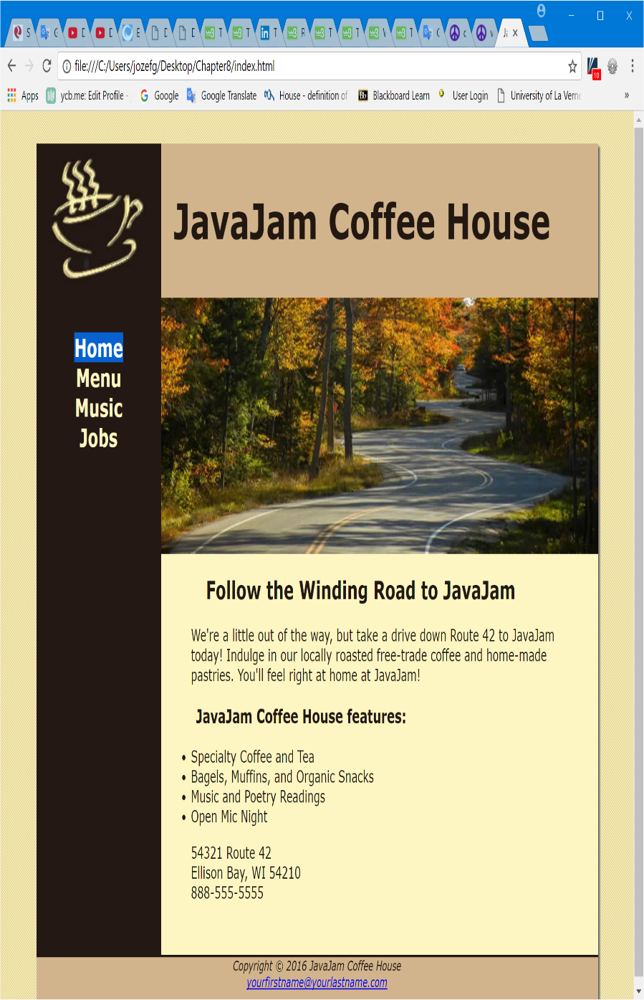 S G D D E D D T T in T R T T V T G c v Ja
file:///C:/Users/jozefg/Desktop/Chapter8/index.html
10
Apps ycb.me: Edit Profile - Google Google Translate House - definition of Bb Blackboard Learn User Login University of La Verne »
JavaJam Coffee House
Home
Menu
Music
Jobs
Follow the Winding Road to JavaJam
We're a little out of the way, but take a drive down Route 42 to JavaJam
today! Indulge in our locally roasted free-trade coffee and home-made
pastries. You'll feel right at home at JavaJam!
JavaJam Coffee House features:
• Specialty Coffee and Tea
• Bagels, Muffins, and Organic Snacks
• Music and Poetry Readings
• Open Mic Night
54321 Route 42
Ellison Bay, WI 54210
888-555-5555
Copyright © 2016 JavaJam Coffee House
yourfirstname@yourlastname.com